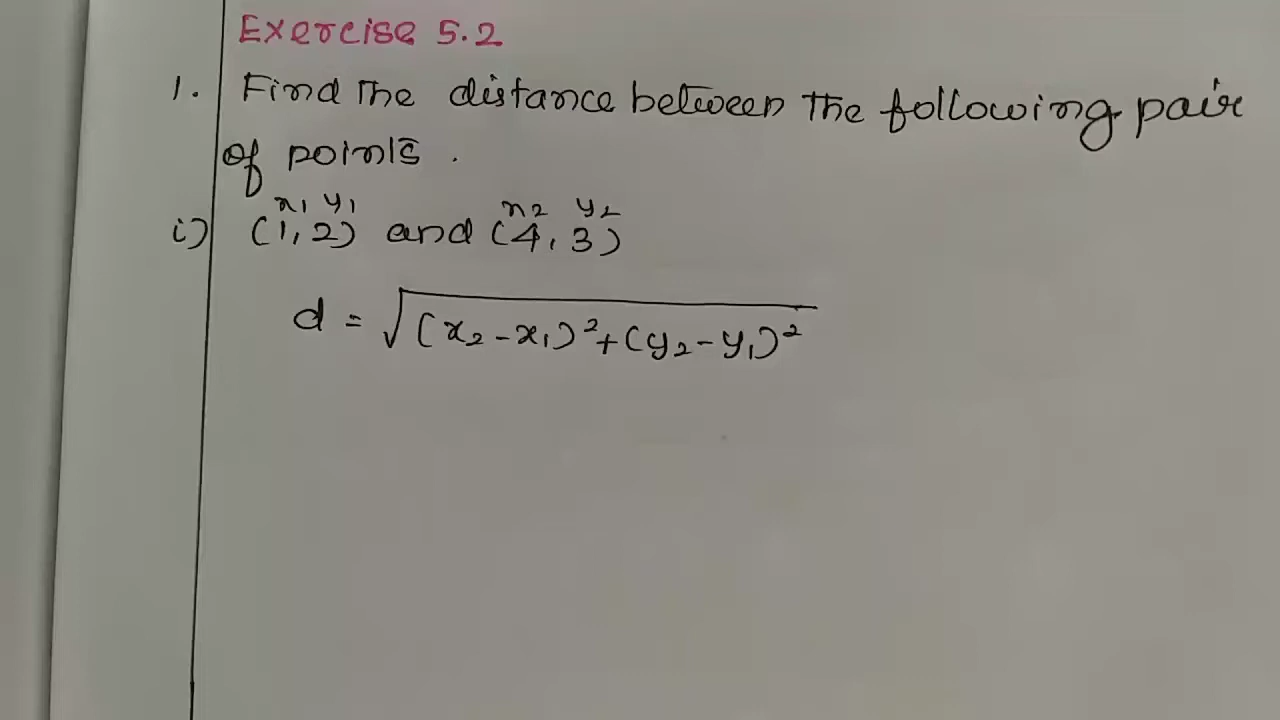 Exercise 5.2
1. Find The distance between The following pair
of points.
x₁ y₁ x₂ y₂
i) (1, 2) and (4, 3)
d = √(x₂ - x₁)² + (y₂ - y₁)²